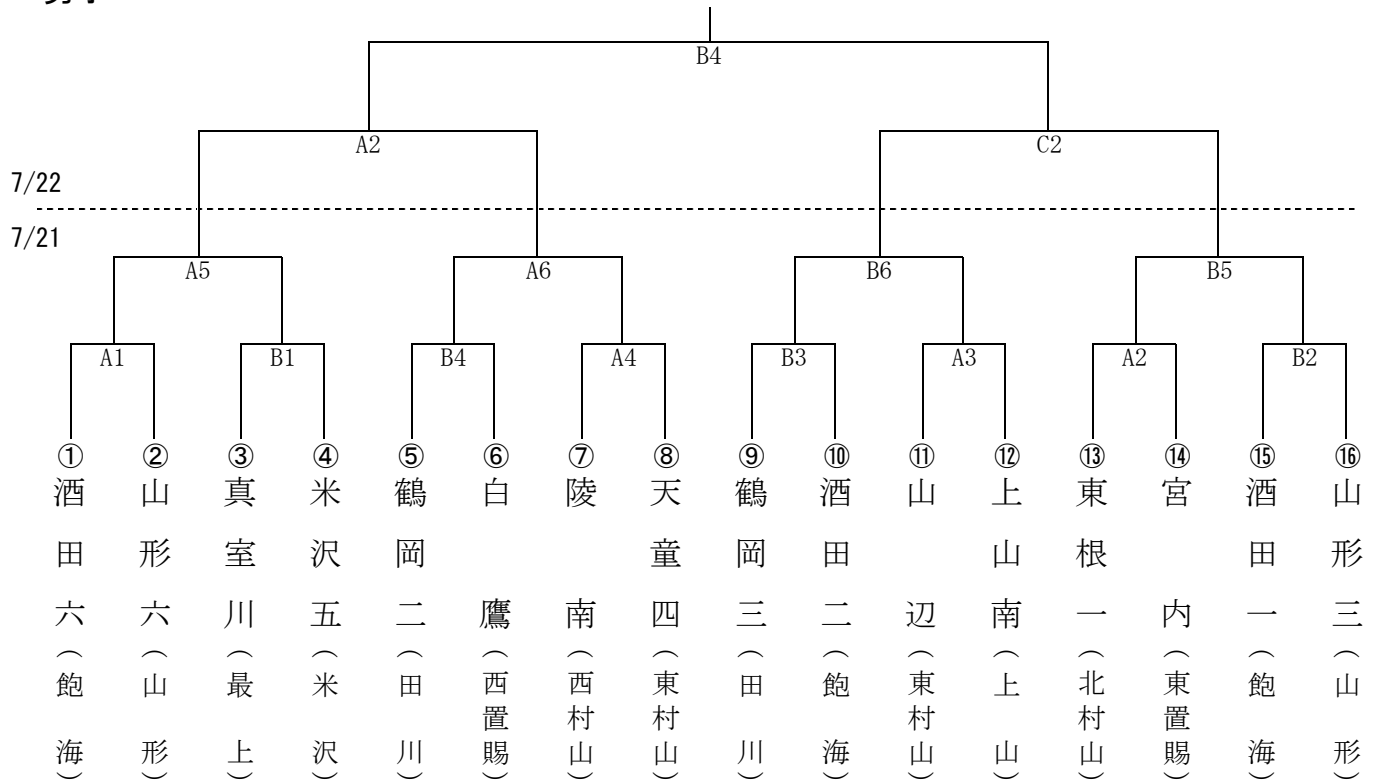 B4
A2 C2
7/22
7/21
A5 A6 B6 B5
A1 B1 B4 A4 B3 A3 A2 B2
① ② ③ ④ ⑤ ⑥ ⑦ ⑧ ⑨ ⑩ ⑪ ⑫ ⑬ ⑭ ⑮ ⑯
酒田六(飽海)
山形六(山形)
真室川(最上)
米沢五(米沢)
鶴岡二(田川)
白鷹(西置賜)
陵南(西村山)
天童四(東村山)
鶴岡三(田川)
酒田二(飽海)
山辺(東村山)
上山南(上山)
東根一(北村山)
宮内(東置賜)
酒田一(飽海)
山形三(山形)